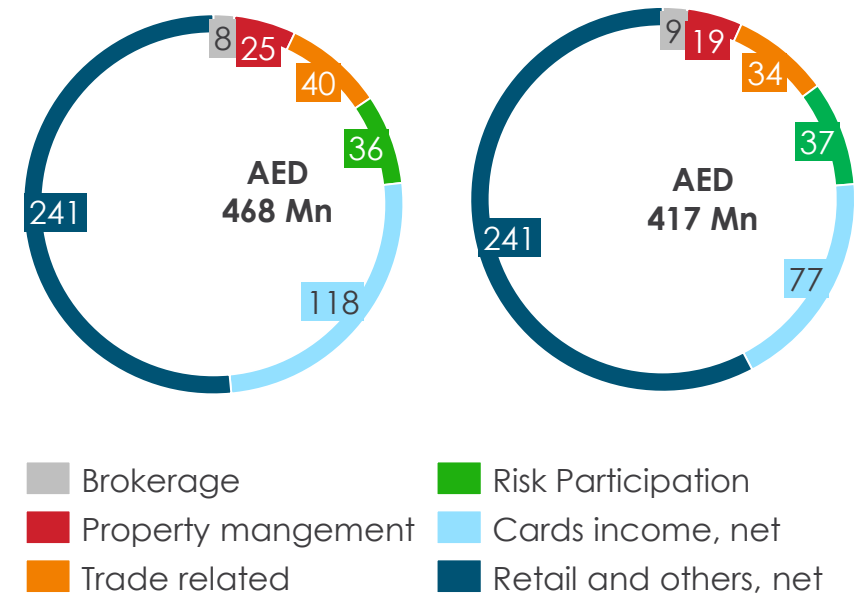 8
25
40
36
AED
468 Mn
241
118
9
19
34
37
AED
417 Mn
241
77
Brokerage
Property mangement
Trade related
Risk Participation
Cards income, net
Retail and others, net